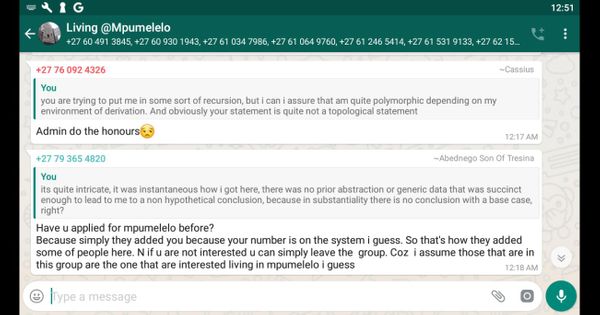 12:51
Living @Mpumelelo
+27 60 491 3845, +27 60 930 1943, +27 61 034 7986, +27 61 064 9760, +27 61 246 5414, +27 61 531 9133, +27 62 15...
+27 76 092 4326 ~Cassius
You
you are trying to put me in some sort of recursion, but i can i assure that am quite polymorphic depending on my
environment of derivation. And obviously your statement is quite not a topological statement
Admin do the honours😒
12:17 AM
+27 79 365 4820 ~Abednego Son Of Tresina
You
its quite intricate, it was instantaneous how i got here, there was no prior abstraction or generic data that was succinct
enough to lead to me a non hypothetical conclusion, because in substantiality there is no conclusion with a base case,
right?
Have u applied for mpumelelo before?
Because simply they added you because your number is on the system i guess. So that's how they added
some of people here. N if u are not interested u can simply leave the  group. Coz  i assume those that are in
this group are the one that are interested living in mpumelelo i guess
12:18 AM
Type a message